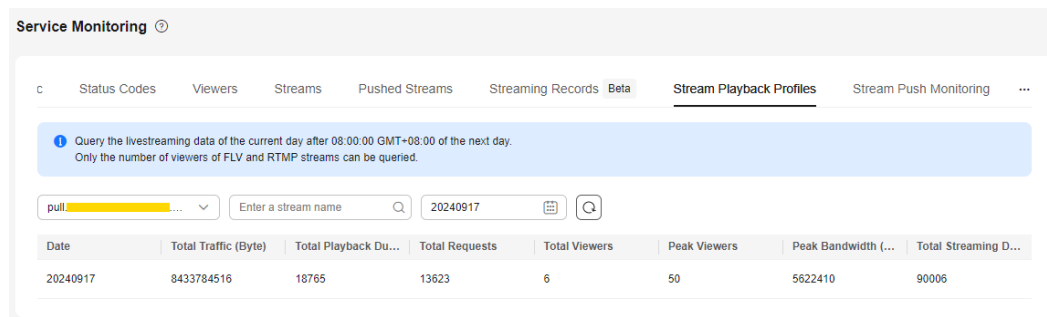 Service Monitoring ?
c Status Codes Viewers Streams Pushed Streams Streaming Records Beta Stream Playback Profiles Stream Push Monitoring ...
Query the livestreaming data of the current day after 08:00:00 GMT+08:00 of the next day.
Only the number of viewers of FLV and RTMP streams can be queried.
pull. .... Enter a stream name 20240917
Date Total Traffic (Byte) Total Playback Du... Total Requests Total Viewers Peak Viewers Peak Bandwidth (... Total Streaming D...
20240917 8433784516 18765 13623 6 50 5622410 90006